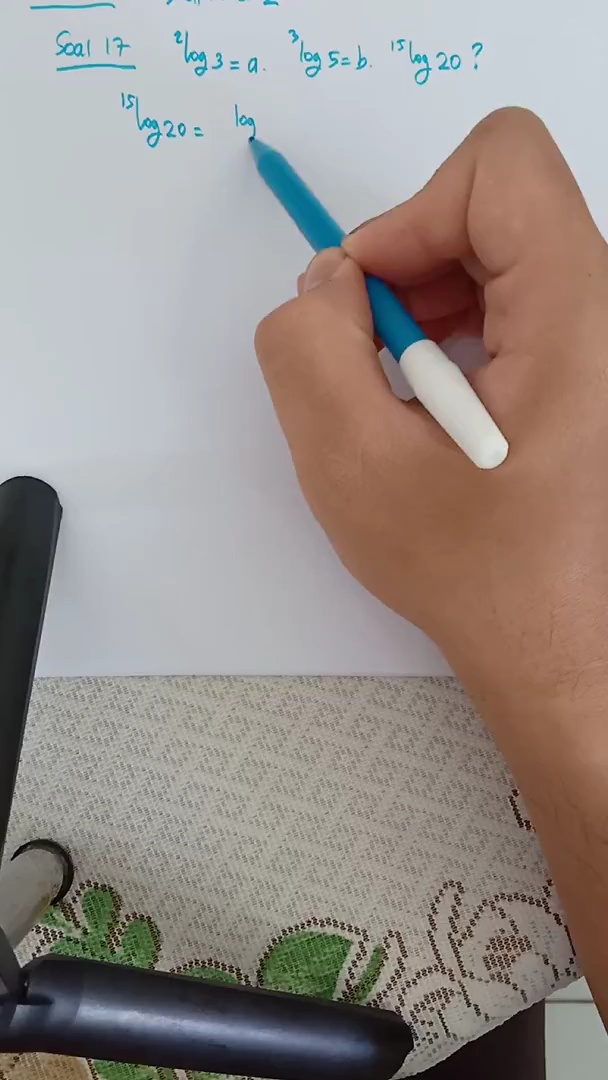 Soal 17 ²log 3 = a. ³log 5 = b. ¹⁵log 20 ?
¹⁵log 20 = log